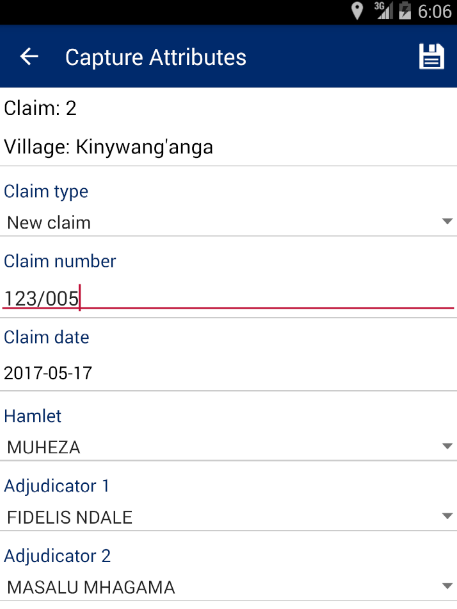 3G 6:06
Capture Attributes
Claim: 2
Village: Kinywang'anga
Claim type
New claim
Claim number
123/005
Claim date
2017-05-17
Hamlet
MUHEZA
Adjudicator 1
FIDELIS NDALE
Adjudicator 2
MASALU MHAGAMA